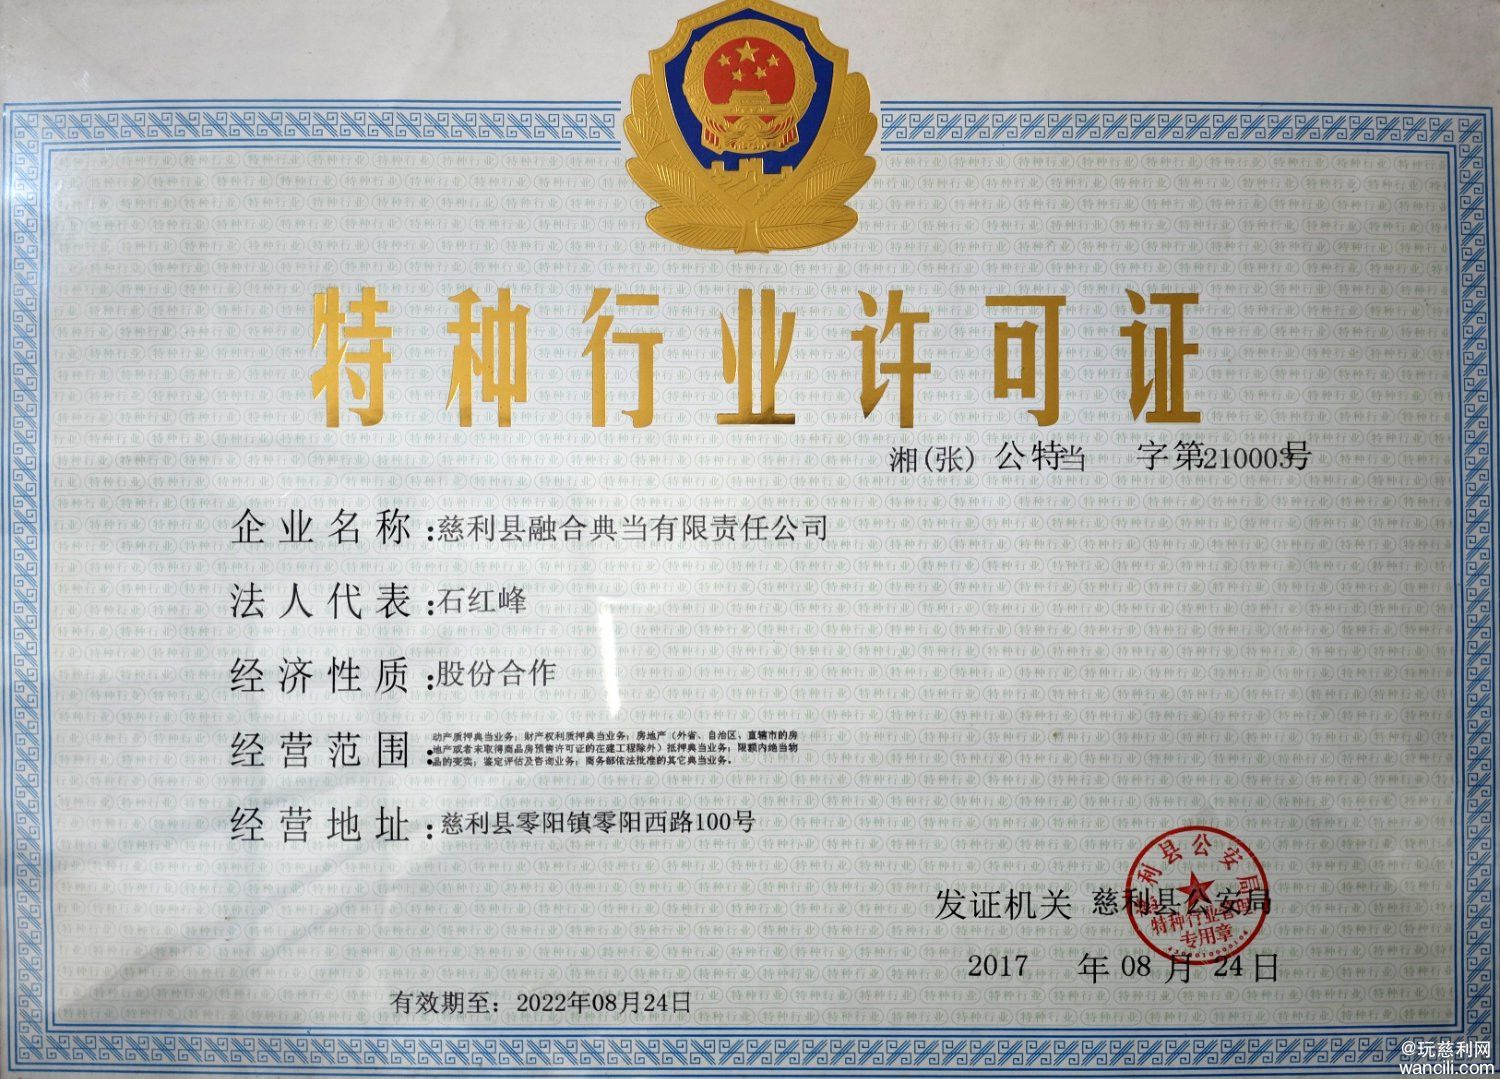 特种行业许可证
湘(张) 公特当 字第210003号
企业名称:慈利县融合典当有限责任公司
法人代表:石红峰
经济性质:股份合作
经营范围:动产质押典当业务;财产权利质押典当业务;房地产(外省、自治区、直辖市的房
地产或者未取得商品房预售许可证的在建工程除外)抵押典当业务;限额内绝当物
品的变卖;鉴定评估及咨询业务;商务部依法批准的其它典当业务。
经营地址:慈利县零阳镇零阳西路100号
发证机关 慈利县公安局
慈利县公安局
特种行业管理
专用章
2017 年08 月 24日
有效期至:2022年08月24日
@玩慈利网
wancili.com